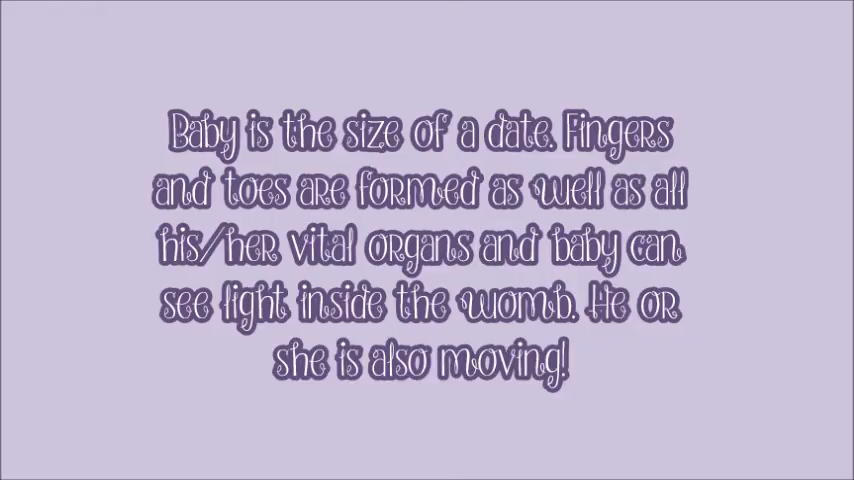 Baby is the size of a date. Fingers
and toes are formed as well as all
his/her vital organs and baby can
see light inside the womb. He or
she is also moving!